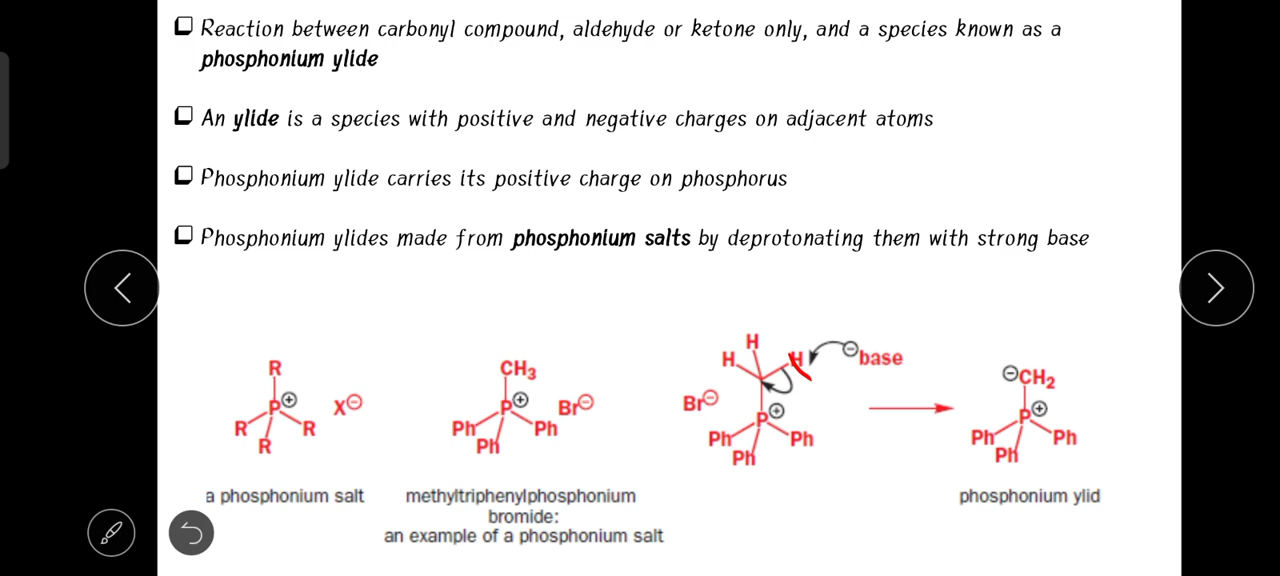 Reaction between carbonyl compound, aldehyde or ketone only, and a species known as a
phosphonium ylide
An ylide is a species with positive and negative charges on adjacent atoms
Phosphonium ylide carries its positive charge on phosphorus
Phosphonium ylides made from phosphonium salts by deprotonating them with strong base
R
P⊕ X⊖
R R
R
a phosphonium salt
CH3
P⊕ Br⊖
Ph Ph
Ph
methyltriphenylphosphonium
bromide:
an example of a phosphonium salt
H
H H ⊖base
Br⊖
P⊕
Ph Ph
Ph
⊖CH2
P⊕
Ph Ph
Ph
phosphonium ylid